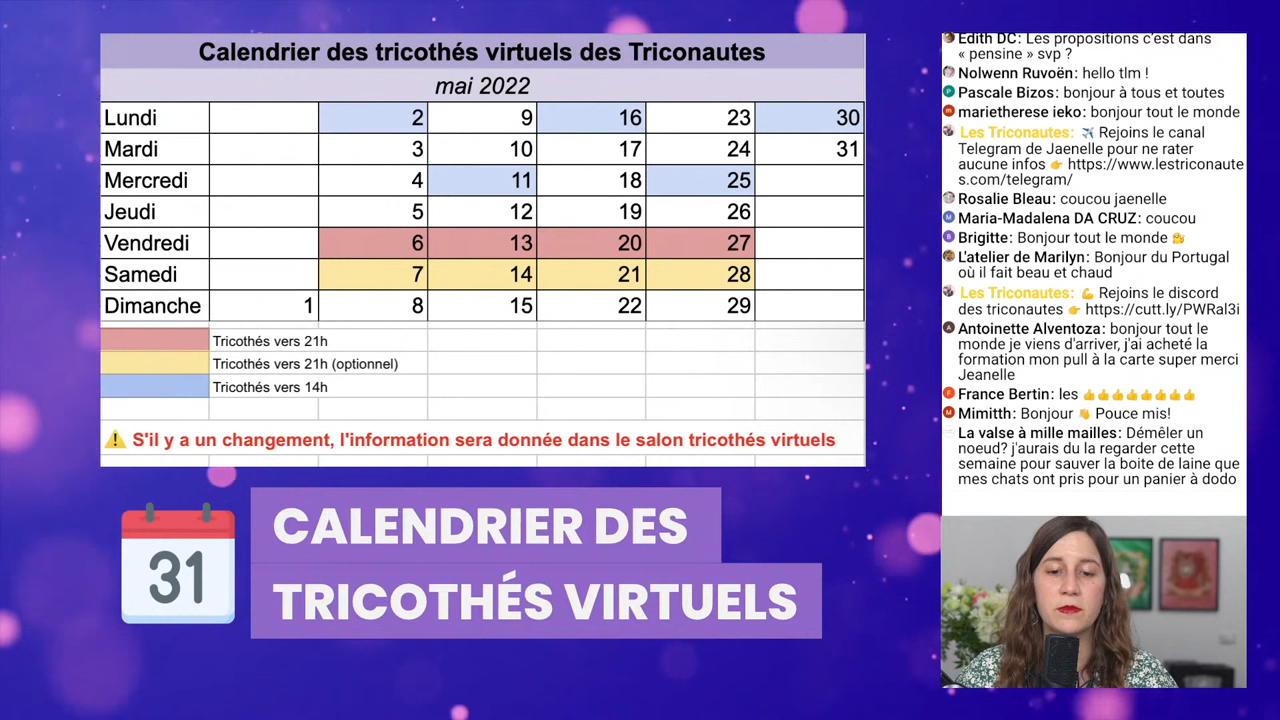 Calendrier des tricothés virtuels des Triconautes
mai 2022
Lundi 2 9 16 23 30
Mardi 3 10 17 24 31
Mercredi 4 11 18 25
Jeudi 5 12 19 26
Vendredi 6 13 20 27
Samedi 7 14 21 28
Dimanche 1 8 15 22 29
Tricothés vers 21h
Tricothés vers 21h (optionnel)
Tricothés vers 14h
⚠️ S'il y a un changement, l'information sera donnée dans le salon tricothés virtuels
31
CALENDRIER DES
TRICOTHÉS VIRTUELS
Edith DC: Les propositions c'est dans
« pensine » svp ?
Nolwenn Ruvoën: hello tlm !
P Pascale Bizos: bonjour à tous et toutes
m marietherese ieko: bonjour tout le monde
Les Triconautes: ✈️ Rejoins le canal
Telegram de Jaenelle pour ne rater
aucune infos 👉 https://www.lestriconaute
s.com/telegram/
Rosalie Bleau: coucou jaenelle
M Maria-Madalena DA CRUZ: coucou
B Brigitte: Bonjour tout le monde 🤗
L'atelier de Marilyn: Bonjour du Portugal
où il fait beau et chaud
Les Triconautes: 💪 Rejoins le discord
des triconautes 👉 https://cutt.ly/PWRal3i
A Antoinette Alventoza: bonjour tout le
monde je viens d'arriver, j'ai acheté la
formation mon pull à la carte super merci
Jeanelle
F France Bertin: les 👍👍👍👍👍👍👍👍
M Mimitth: Bonjour 👋 Pouce mis!
La valse à mille mailles: Démêler un
noeud? j'aurais du la regarder cette
semaine pour sauver la boite de laine que
mes chats ont pris pour un panier à dodo